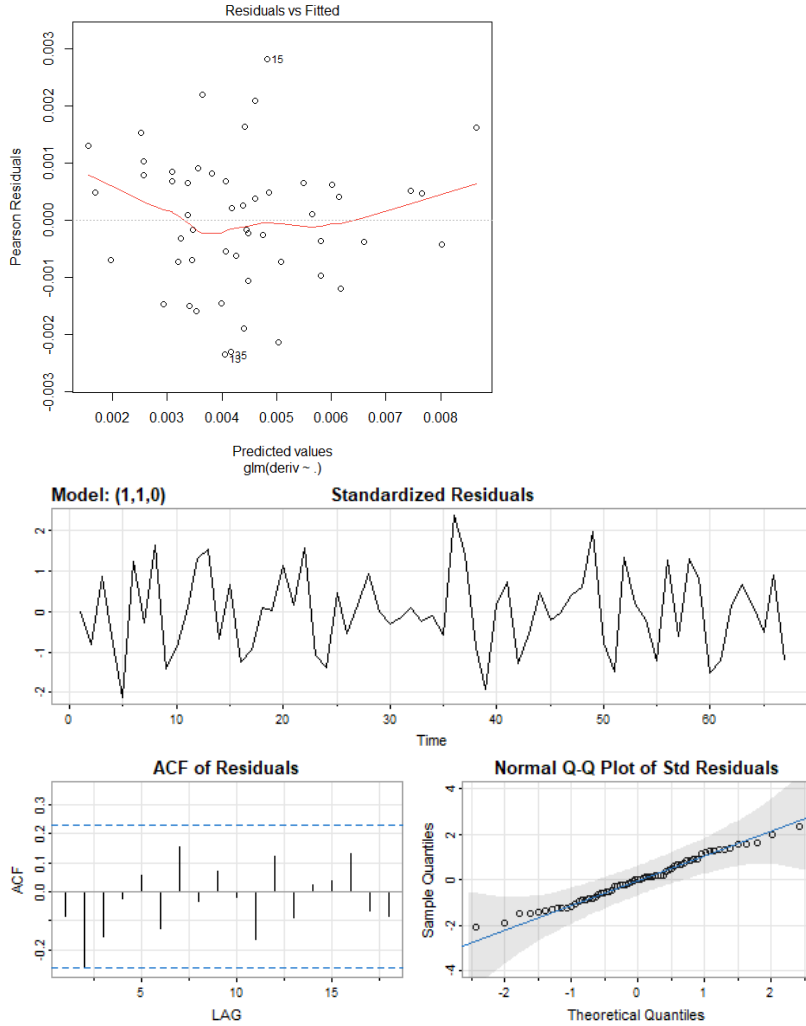 Residuals vs Fitted
0.003
0.002
0.001
0.000
-0.001
-0.002
-0.003
Pearson Residuals
15
0.002 0.003 0.004 0.005 0.006 0.007 0.008
Predicted values
glm(deriv ~ .)
Model: (1,1,0) Standardized Residuals
2
1
0
-1
-2
0 10 20 30 40 50 60
Time
ACF of Residuals
0.3
0.2
0.1
0.0
-0.2
ACF
5 10 15
LAG
Normal Q-Q Plot of Std Residuals
4
2
0
-2
-4
Sample Quantiles
-2 -1 0 1 2
Theoretical Quantiles